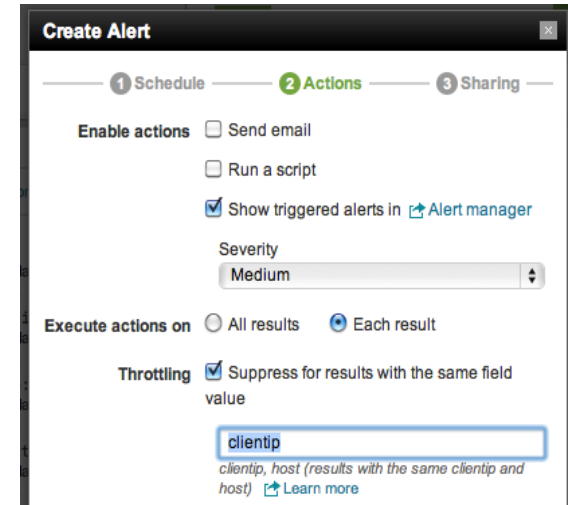 Create Alert
1 Schedule 2 Actions 3 Sharing
Enable actions Send email
Run a script
Show triggered alerts in Alert manager
Severity
Medium
Execute actions on All results Each result
Throttling Suppress for results with the same field
value
clientip
clientip, host (results with the same clientip and
host) Learn more